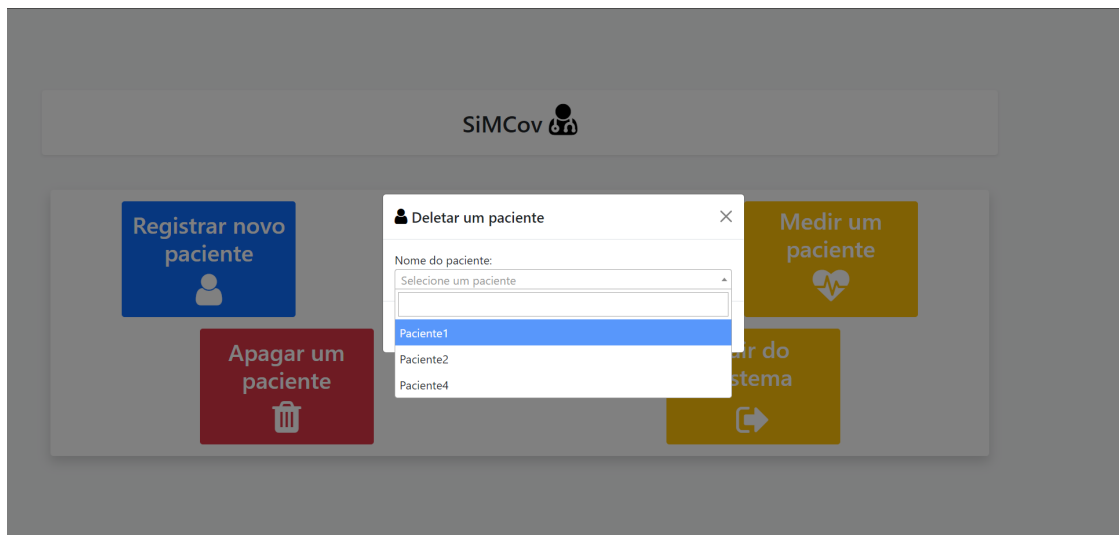 SiMCov
Registrar novo
paciente
Deletar um paciente
Nome do paciente:
Selecione um paciente
Paciente1
Paciente2
Paciente4
Medir um
paciente
Apagar um
paciente
do